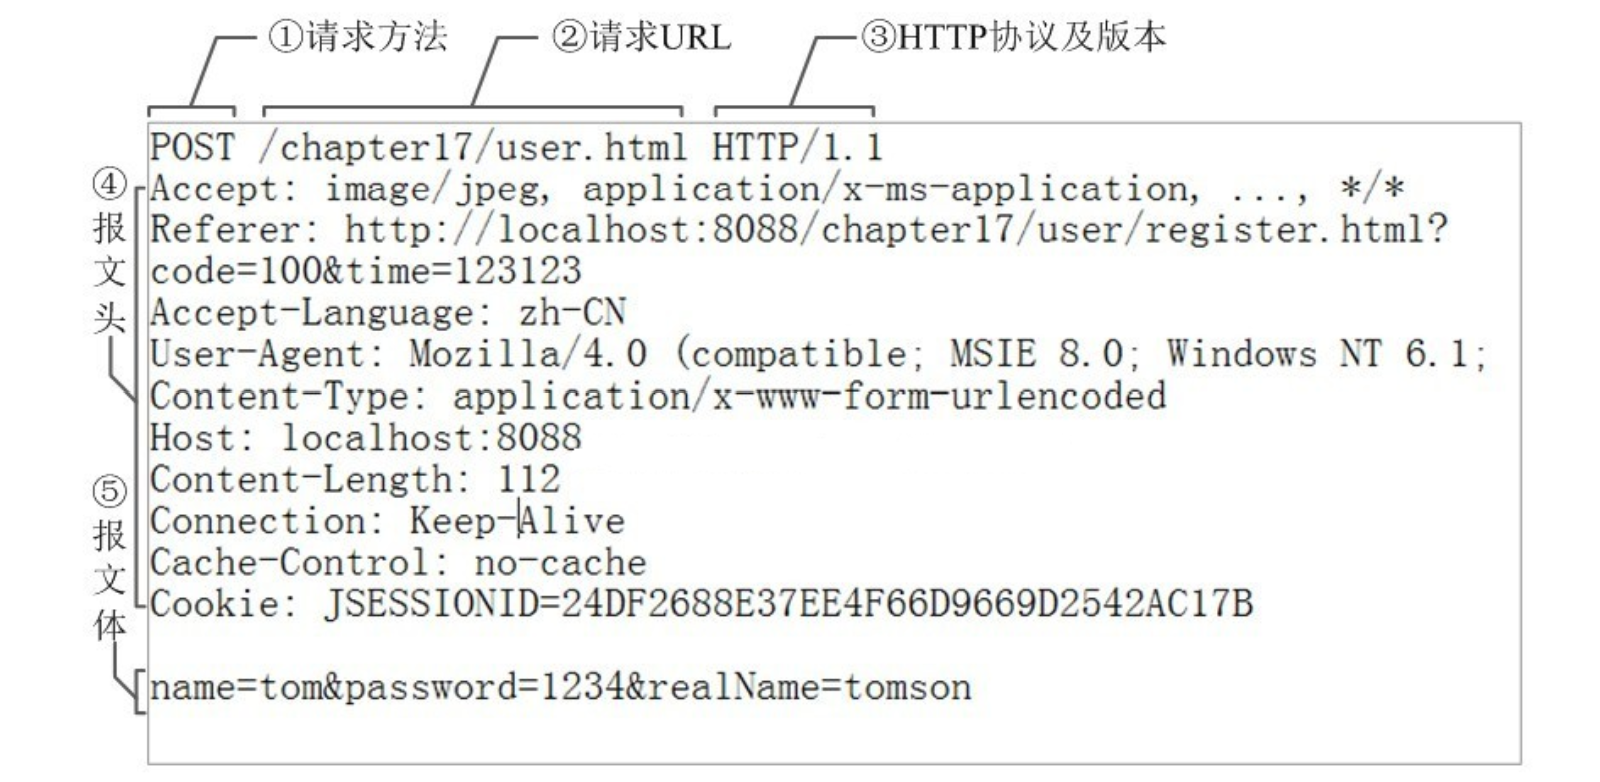 ①请求方法 ②请求URL ③HTTP协议及版本
POST /chapter17/user.html HTTP/1.1
④报文头
Accept: image/jpeg, application/x-ms-application, ..., */*
Referer: http://localhost:8088/chapter17/user/register.html?
code=100&time=123123
Accept-Language: zh-CN
User-Agent: Mozilla/4.0 (compatible; MSIE 8.0; Windows NT 6.1;
Content-Type: application/x-www-form-urlencoded
Host: localhost:8088
Content-Length: 112
Connection: Keep-Alive
Cache-Control: no-cache
Cookie: JSESSIONID=24DF2688E37EE4F66D9669D2542AC17B
⑤报文体
name=tom&password=1234&realName=tomson